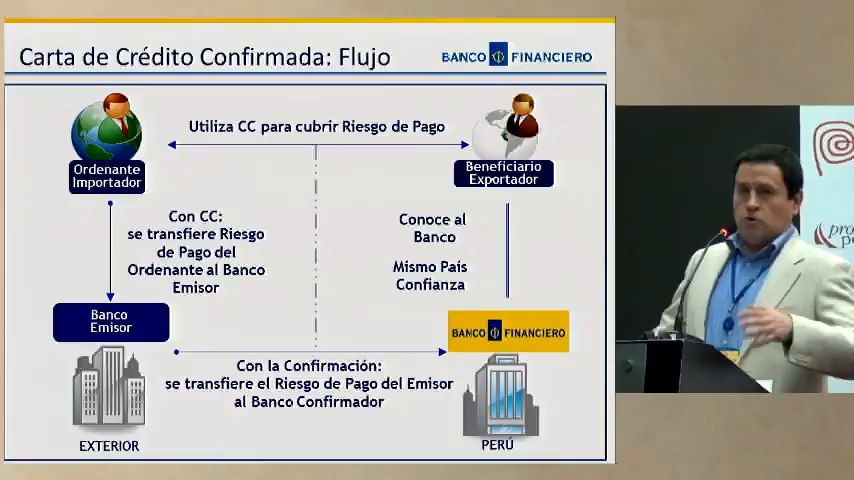 Carta de Crédito Confirmada: Flujo
BANCO FINANCIERO
Utiliza CC para cubrir Riesgo de Pago
Ordenante
Importador
Beneficiario
Exportador
Con CC:
se transfiere Riesgo
de Pago del
Ordenante al Banco
Emisor
Conoce al
Banco
Mismo País
Confianza
Banco
Emisor
BANCO FINANCIERO
Con la Confirmación:
se transfiere el Riesgo de Pago del Emisor
al Banco Confirmador
EXTERIOR
PERÚ